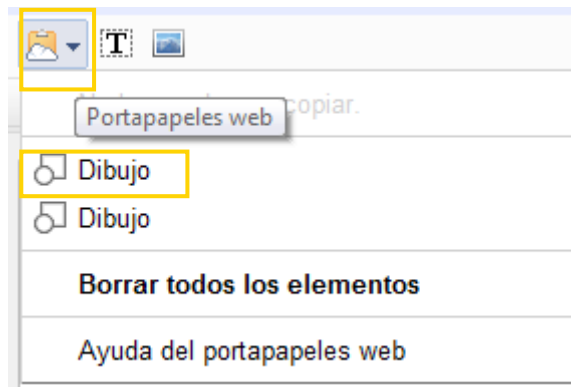 T
copiar.
Portapapeles web
Dibujo
Dibujo
Borrar todos los elementos
Ayuda del portapapeles web